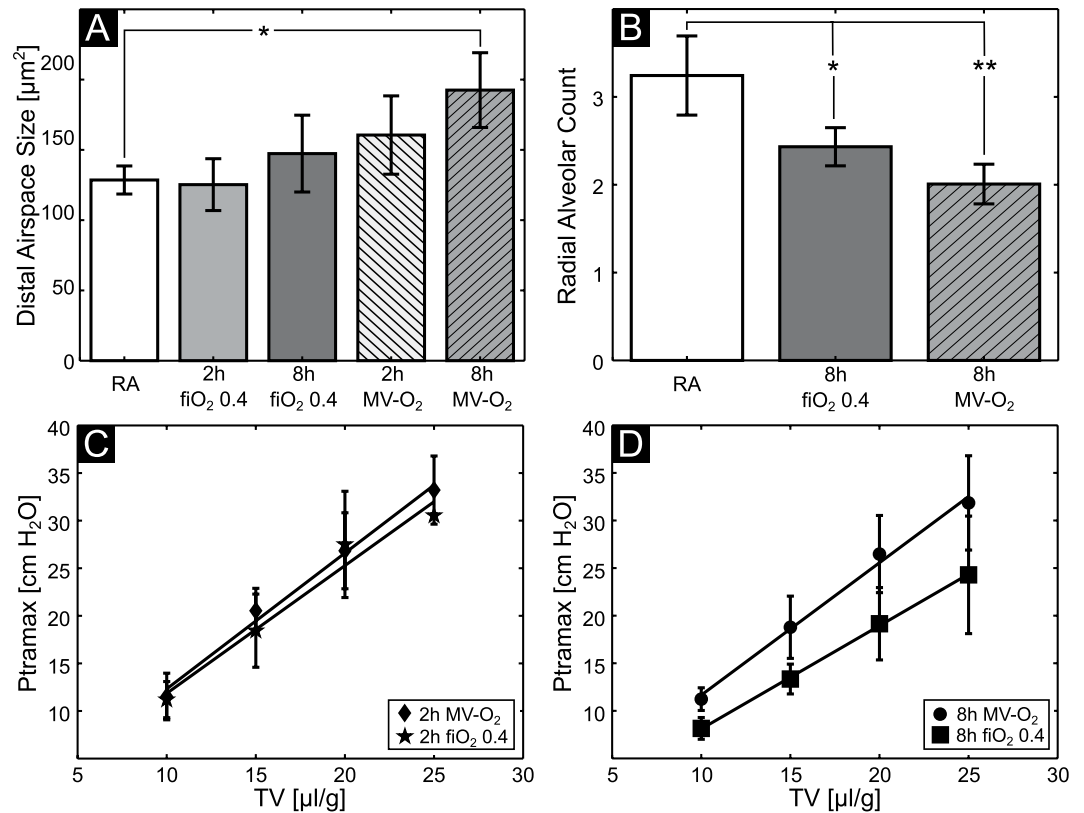 A
Distal Airspace Size [μm²]
200
150
100
50
0
*
RA
2h
fiO₂ 0.4
8h
fiO₂ 0.4
2h
MV-O₂
8h
MV-O₂
B
Radial Alveolar Count
3
2
1
0
*
**
RA
8h
fiO₂ 0.4
8h
MV-O₂
C
Ptramax [cm H₂O]
40
35
30
25
20
15
10
5 10 15 20 25 30
TV [μl/g]
2h MV-O₂
2h fiO₂ 0.4
D
Ptramax [cm H₂O]
40
35
30
25
20
15
10
5 10 15 20 25 30
TV [μl/g]
8h MV-O₂
8h fiO₂ 0.4